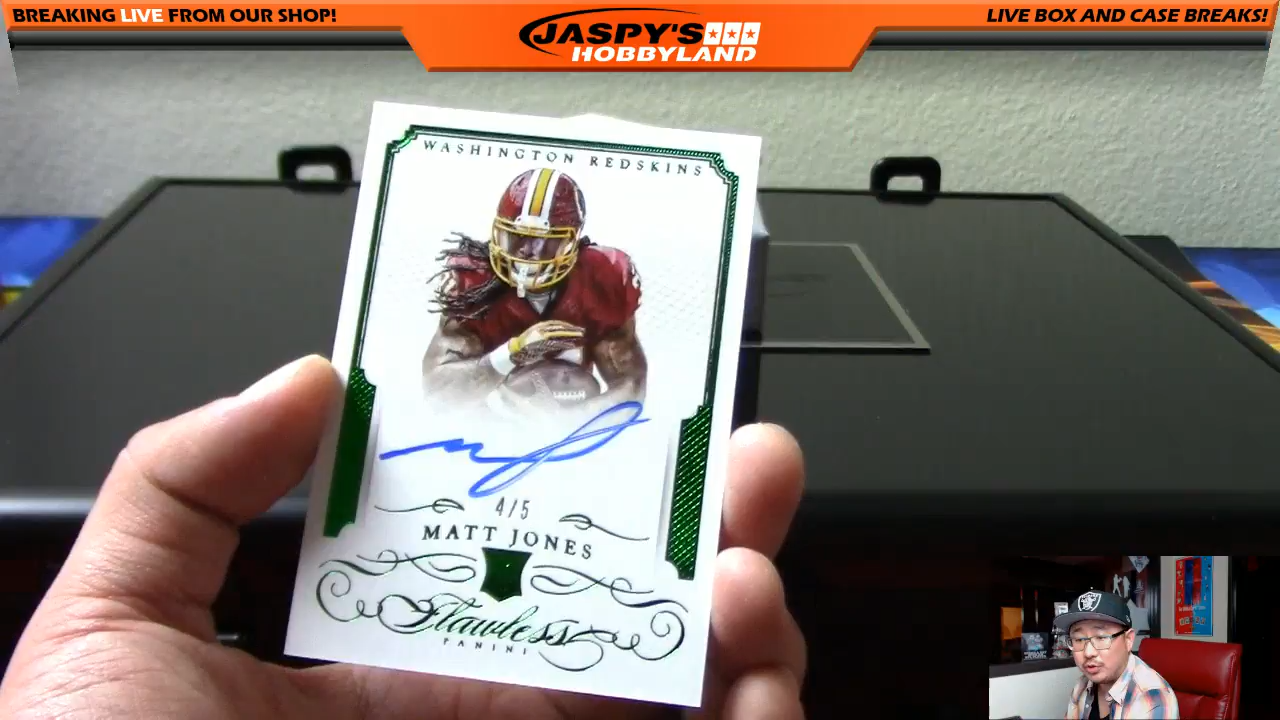 BREAKING LIVE FROM OUR SHOP!
JASPY'S
HOBBYLAND
LIVE BOX AND CASE BREAKS!
WASHINGTON REDSKINS
4/5
MATT JONES
Flawless
PANINI